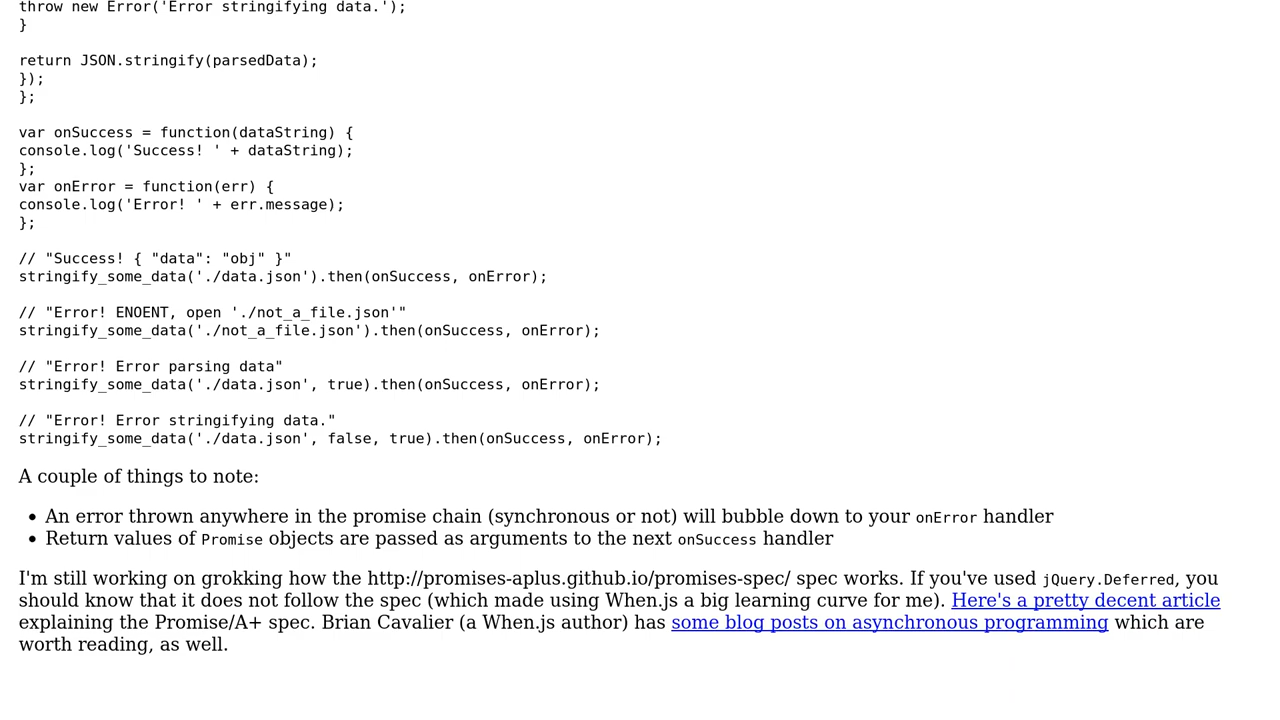 throw new Error('Error stringifying data.');
}
return JSON.stringify(parsedData);
});
};
var onSuccess = function(dataString) {
console.log('Success! ' + dataString);
};
var onError = function(err) {
console.log('Error! ' + err.message);
};
// "Success! { "data": "obj" }"
stringify_some_data('./data.json').then(onSuccess, onError);
// "Error! ENOENT, open './not_a_file.json'"
stringify_some_data('./not_a_file.json').then(onSuccess, onError);
// "Error! Error parsing data"
stringify_some_data('./data.json', true).then(onSuccess, onError);
// "Error! Error stringifying data."
stringify_some_data('./data.json', false, true).then(onSuccess, onError);
A couple of things to note:
• An error thrown anywhere in the promise chain (synchronous or not) will bubble down to your onError handler
• Return values of Promise objects are passed as arguments to the next onSuccess handler
I'm still working on grokking how the http://promises-aplus.github.io/promises-spec/ spec works. If you've used jQuery.Deferred, you
should know that it does not follow the spec (which made using When.js a big learning curve for me). Here's a pretty decent article
explaining the Promise/A+ spec. Brian Cavalier (a When.js author) has some blog posts on asynchronous programming which are
worth reading, as well.